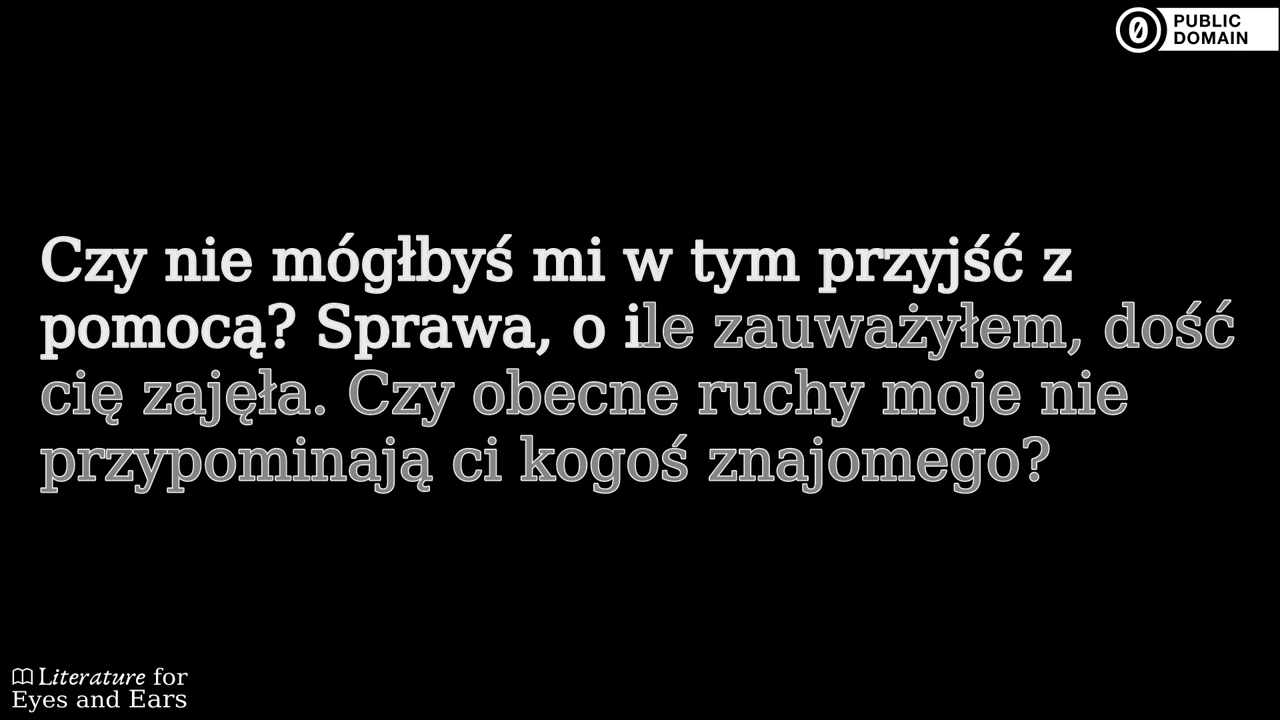 PUBLIC
DOMAIN
Czy nie mógłbyś mi w tym przyjść z
pomocą? Sprawa, o ile zauważyłem, dość
cię zajęła. Czy obecne ruchy moje nie
przypominają ci kogoś znajomego?
Literature for
Eyes and Ears